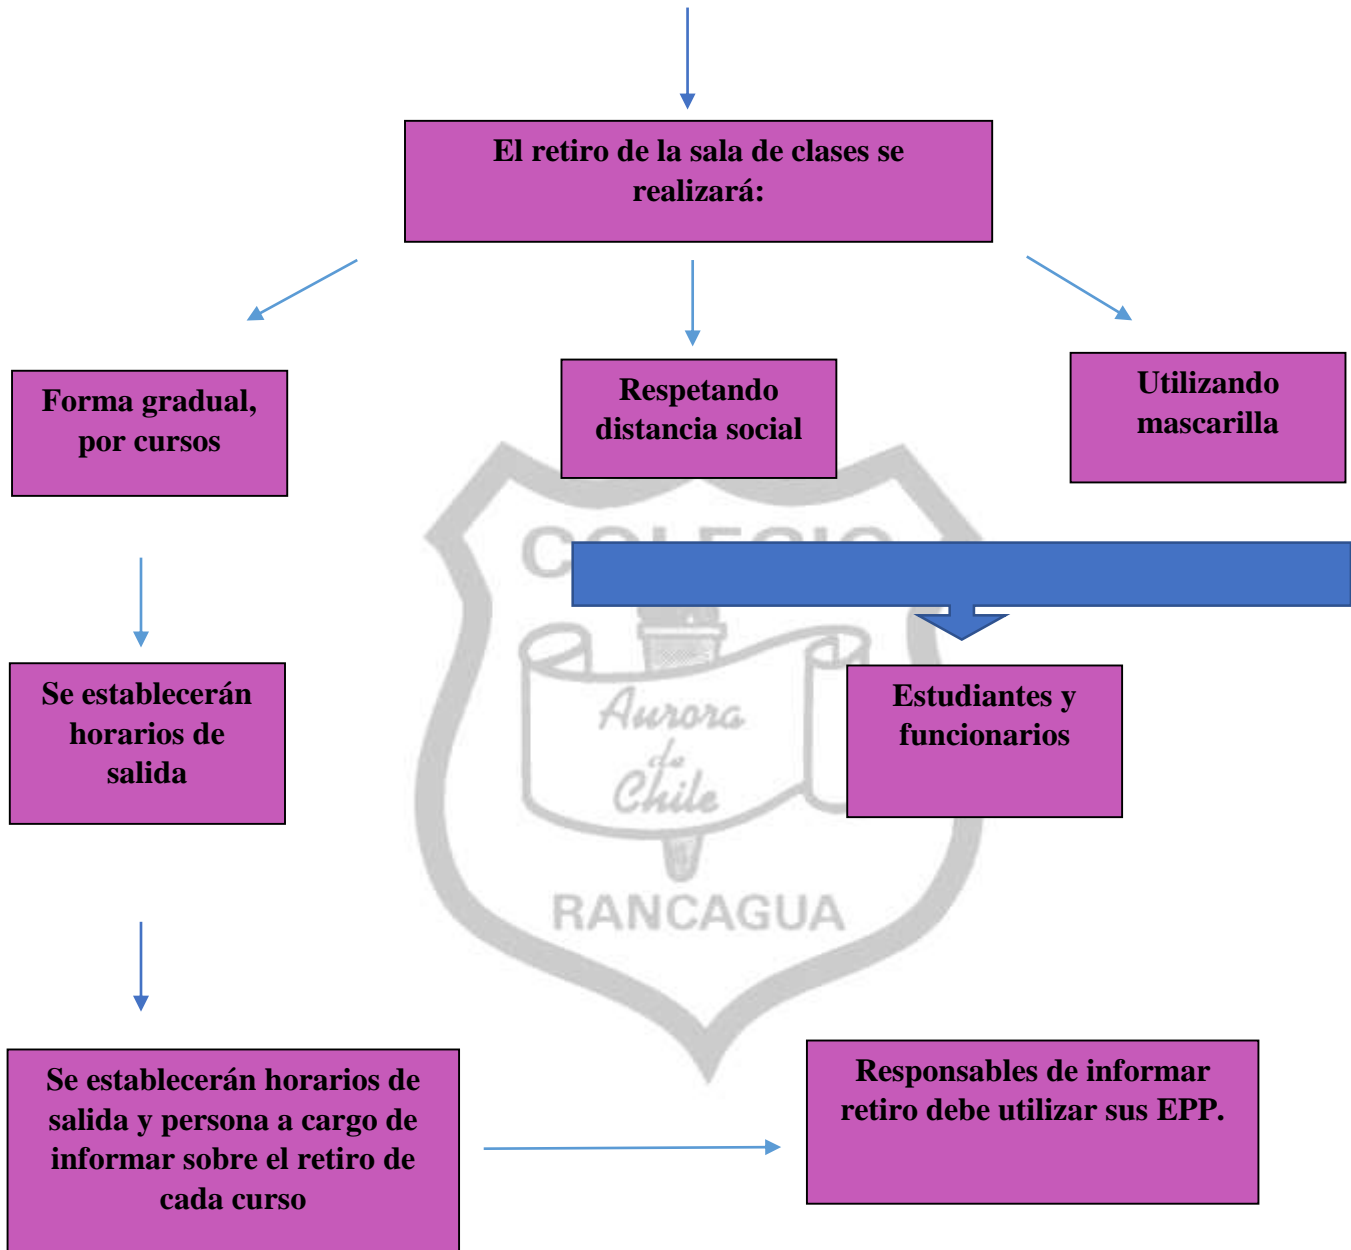 El retiro de la sala de clases se
realizará:
Forma gradual,
por cursos
Respetando
distancia social
Utilizando
mascarilla
COLEGIO
Se establecerán
horarios de
salida
Aurora
de
Chile
Estudiantes y
funcionarios
RANCAGUA
Se establecerán horarios de
salida y persona a cargo de
informar sobre el retiro de
cada curso
Responsables de informar
retiro debe utilizar sus EPP.